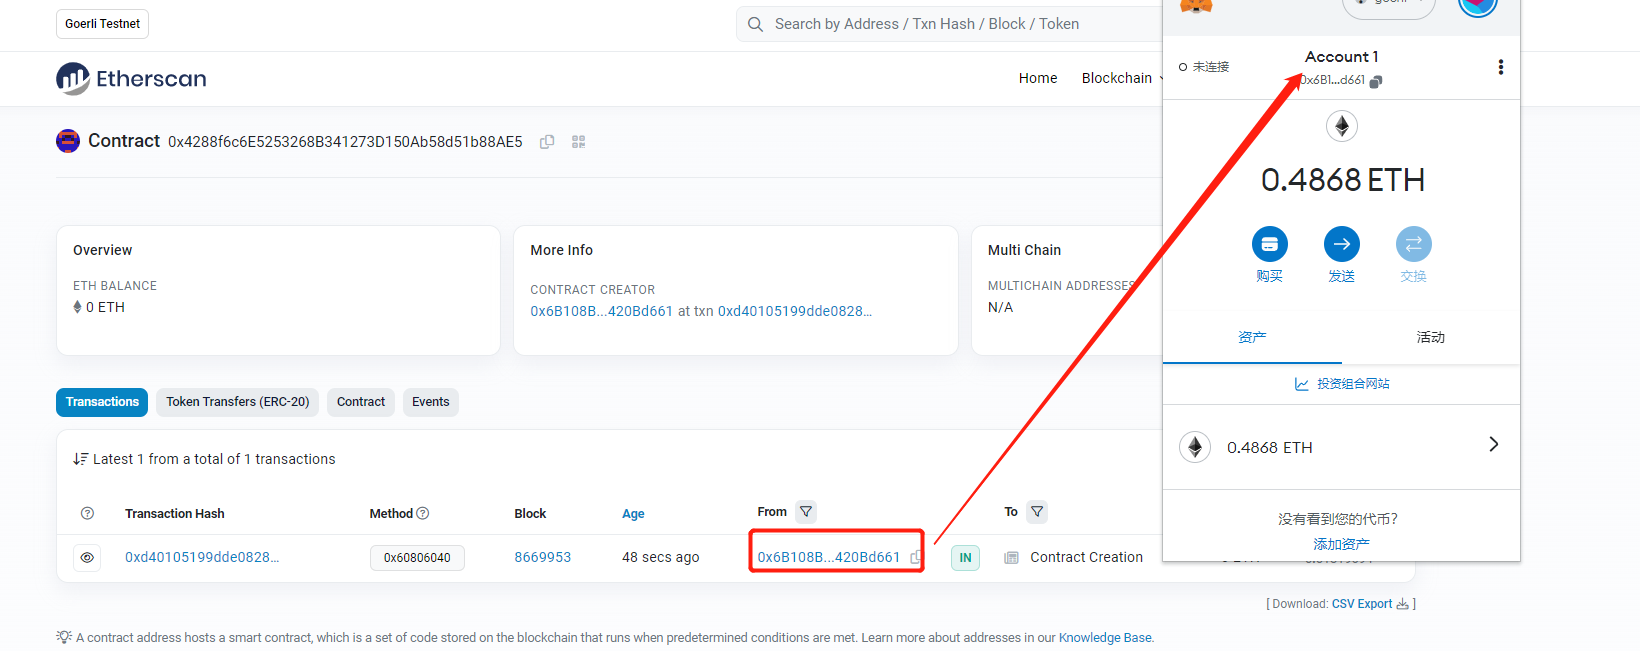 Goerli Testnet
Search by Address / Txn Hash / Block / Token
Etherscan
Home Blockchain
Contract 0x4288f6c6E5253268B341273D150Ab58d51b88AE5
Overview
ETH BALANCE
0 ETH
More Info
CONTRACT CREATOR
0x6B108B...420Bd661 at txn 0xd40105199dde0828...
Multi Chain
MULTICHAIN ADDRESSES
N/A
Transactions
Token Transfers (ERC-20)
Contract
Events
Latest 1 from a total of 1 transactions
Transaction Hash Method Block Age From To
0xd40105199dde0828... 0x60806040 8669953 48 secs ago 0x6B108B...420Bd661 IN Contract Creation
[ Download: CSV Export ]
A contract address hosts a smart contract, which is a set of code stored on the blockchain that runs when predetermined conditions are met. Learn more about addresses in our Knowledge Base.
未连接
Account 1
0x6B1...d661
0.4868 ETH
购买
发送
交换
资产
活动
投资组合网站
0.4868 ETH
没有看到您的代币?
添加资产